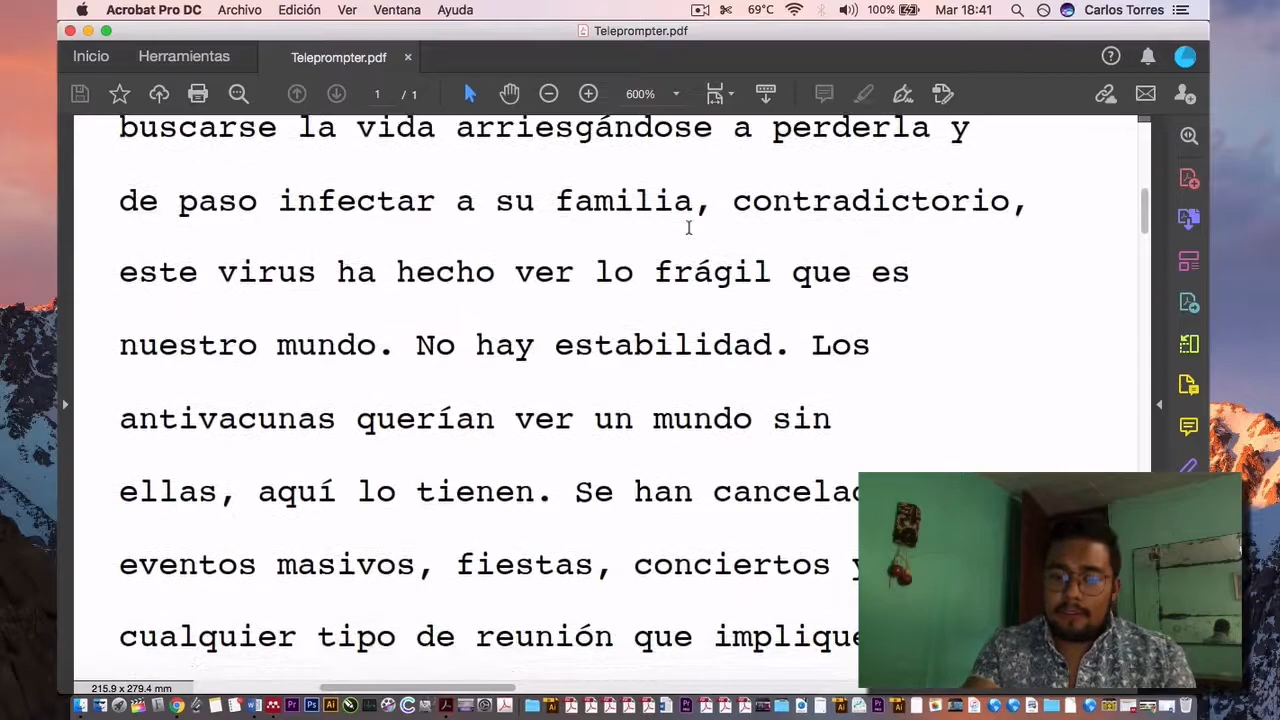 Acrobat Pro DC Archivo Edición Ver Ventana Ayuda 69°C 100% Mar 18:41 Carlos Torres
Teleprompter.pdf
Inicio Herramientas Teleprompter.pdf ×
1 / 1 600%
buscarse la vida arriesgándose a perderla y
de paso infectar a su familia, contradictorio,
este virus ha hecho ver lo frágil que es
nuestro mundo. No hay estabilidad. Los
antivacunas querían ver un mundo sin
ellas, aquí lo tienen. Se han cancelad
eventos masivos, fiestas, conciertos y
cualquier tipo de reunión que implique
215.9 x 279.4 mm